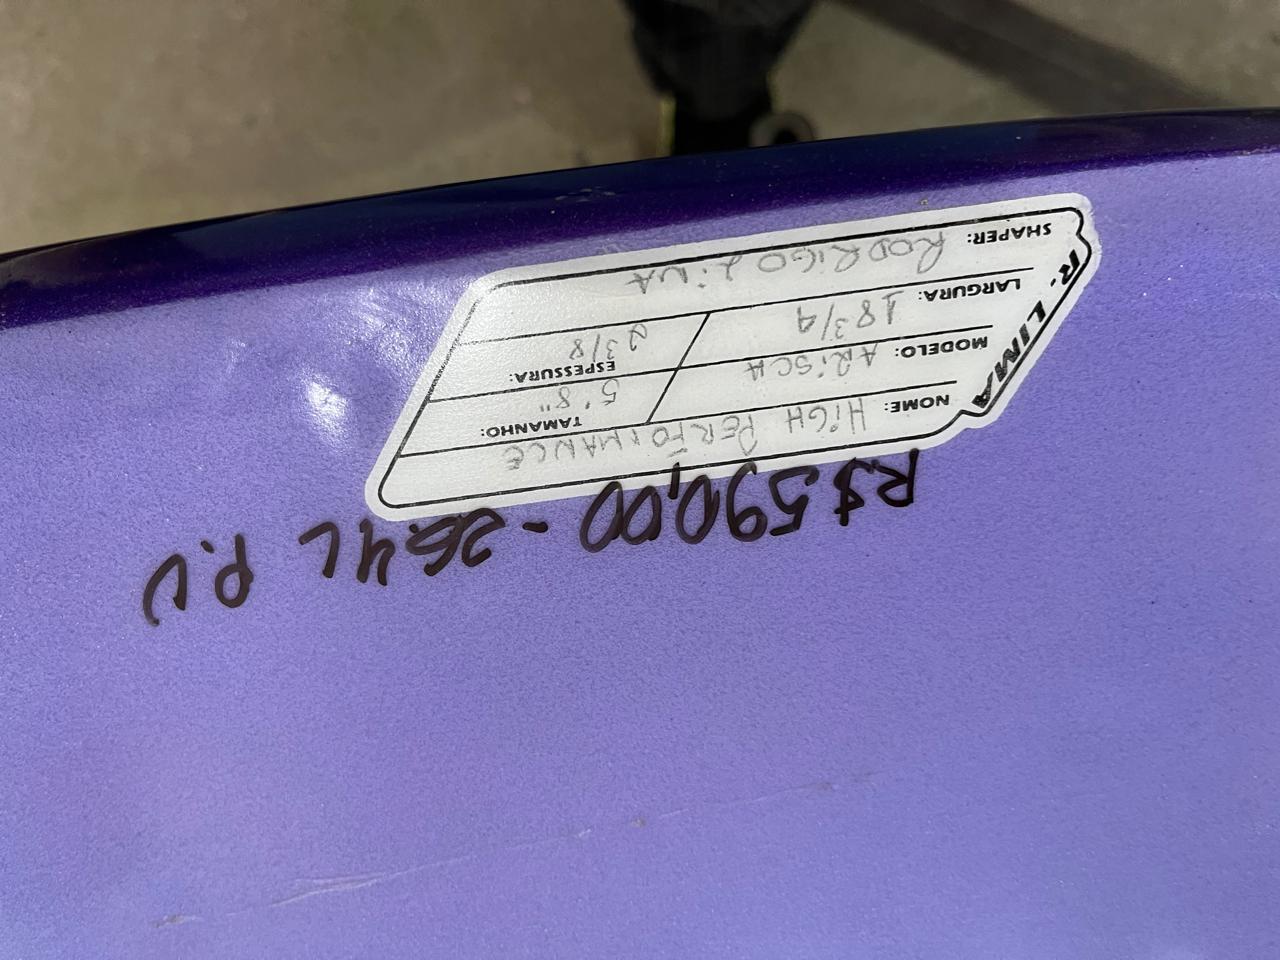 R. LIMA
NOME: HiGH PERFORMANCE
TAMANHO: 5'8"
MODELO: ARiSCA
ESPESSURA: 2 3/8
LARGURA: 18 3/4
SHAPER: RODRIGO LiMA
R$ 590,00 - 26.4L P.U